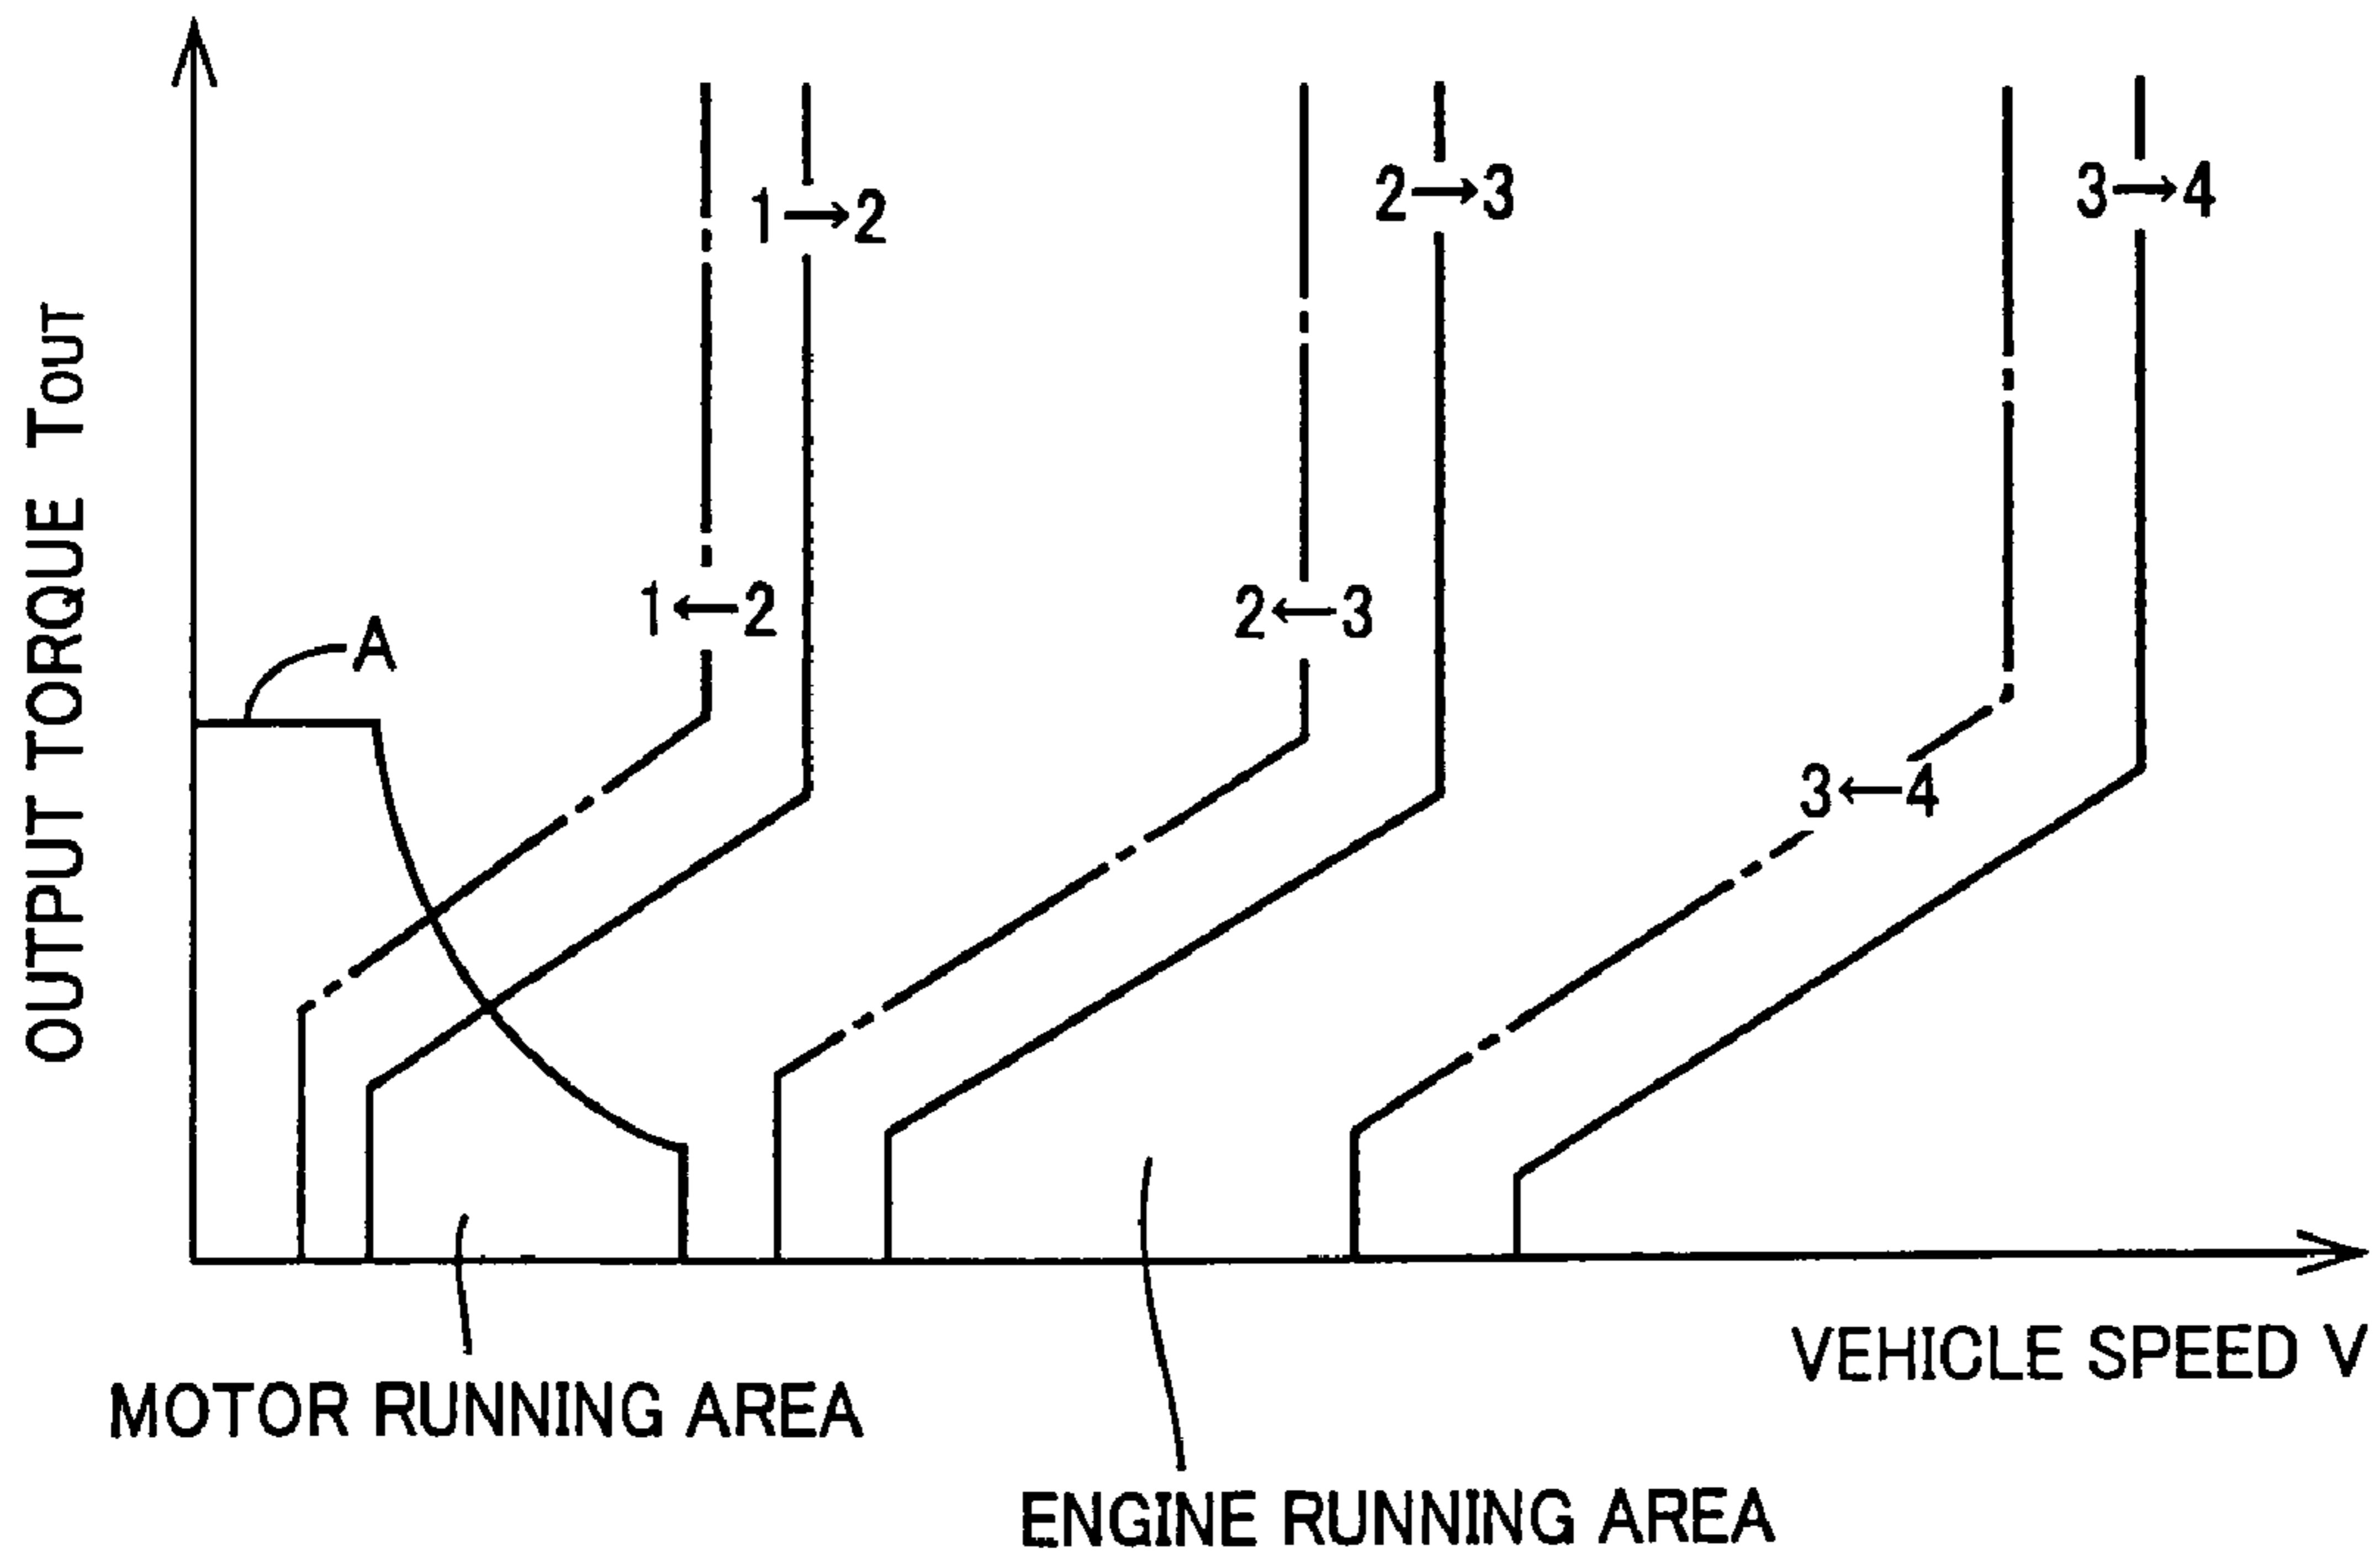 1→2
2→3
3→4
1←2
2←3
3←4
A
OUTPUT TORQUE TOUT
VEHICLE SPEED V
MOTOR RUNNING AREA
ENGINE RUNNING AREA